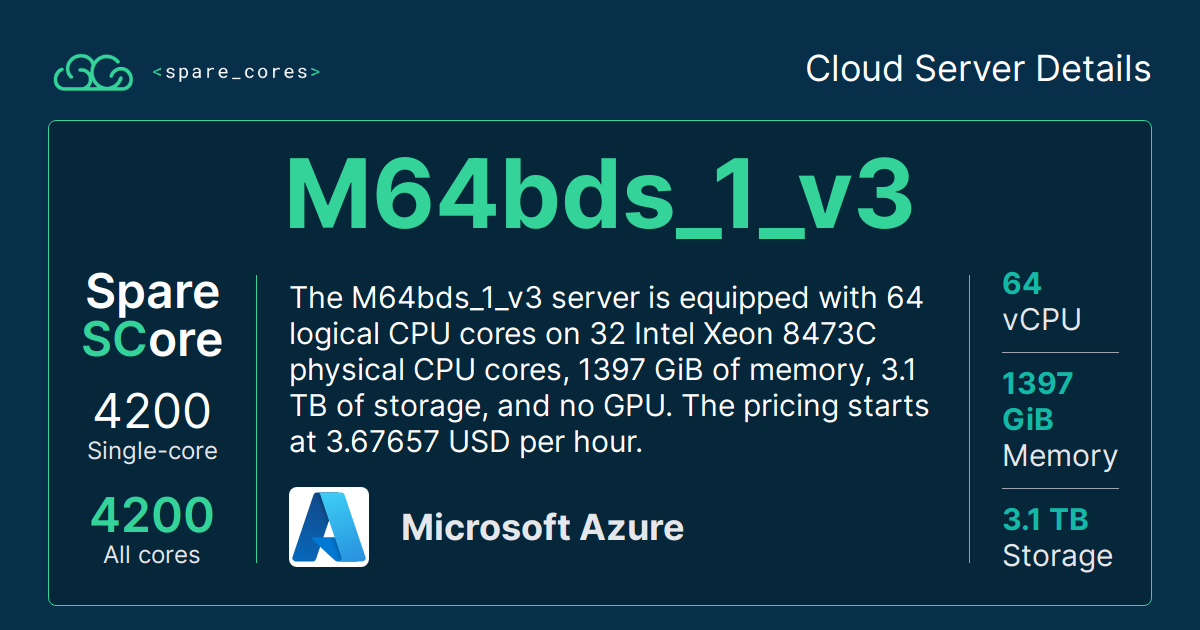 <spare_cores>
Cloud Server Details
M64bds_1_v3
Spare
SCore
4200
Single-core
4200
All cores
The M64bds_1_v3 server is equipped with 64
logical CPU cores on 32 Intel Xeon 8473C
physical CPU cores, 1397 GiB of memory, 3.1
TB of storage, and no GPU. The pricing starts
at 3.67657 USD per hour.
Microsoft Azure
64
vCPU
1397
GiB
Memory
3.1 TB
Storage